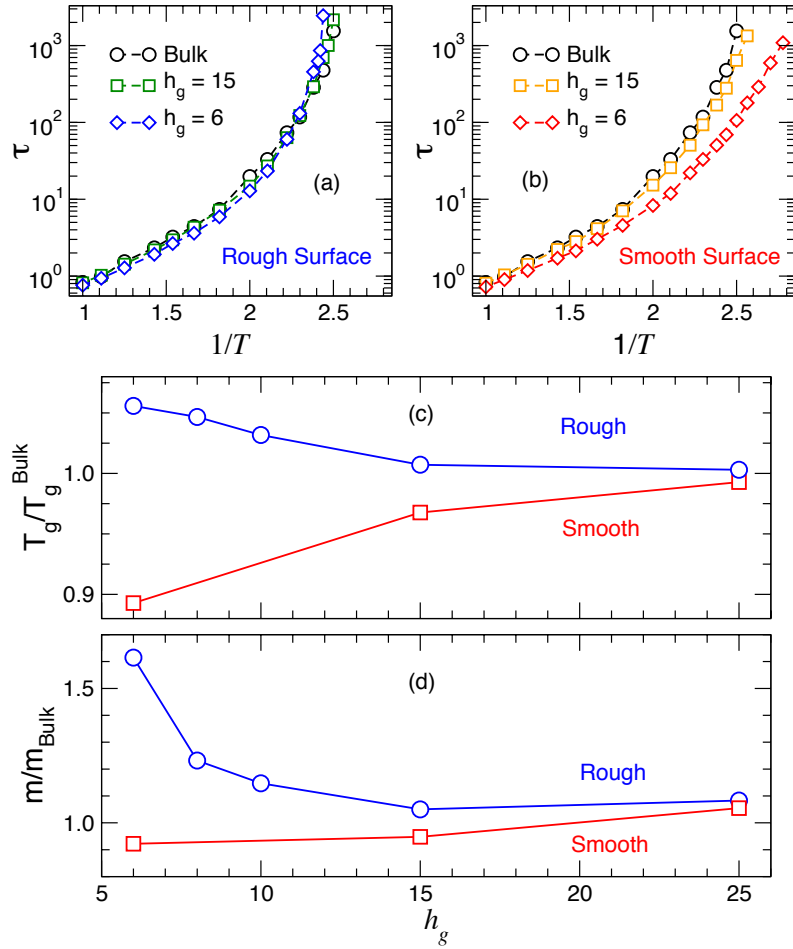 10³
10²
10¹
10⁰
τ
Bulk
h_g = 15
h_g = 6
(a)
Rough Surface
1 1.5 2 2.5
1/T
10³
10²
10¹
10⁰
τ
Bulk
h_g = 15
h_g = 6
(b)
Smooth Surface
1 1.5 2 2.5
1/T
T_g/T_g^Bulk
1.0
0.9
(c)
Rough
Smooth
m/m_Bulk
1.5
1.0
(d)
Rough
Smooth
5 10 15 20 25
h_g